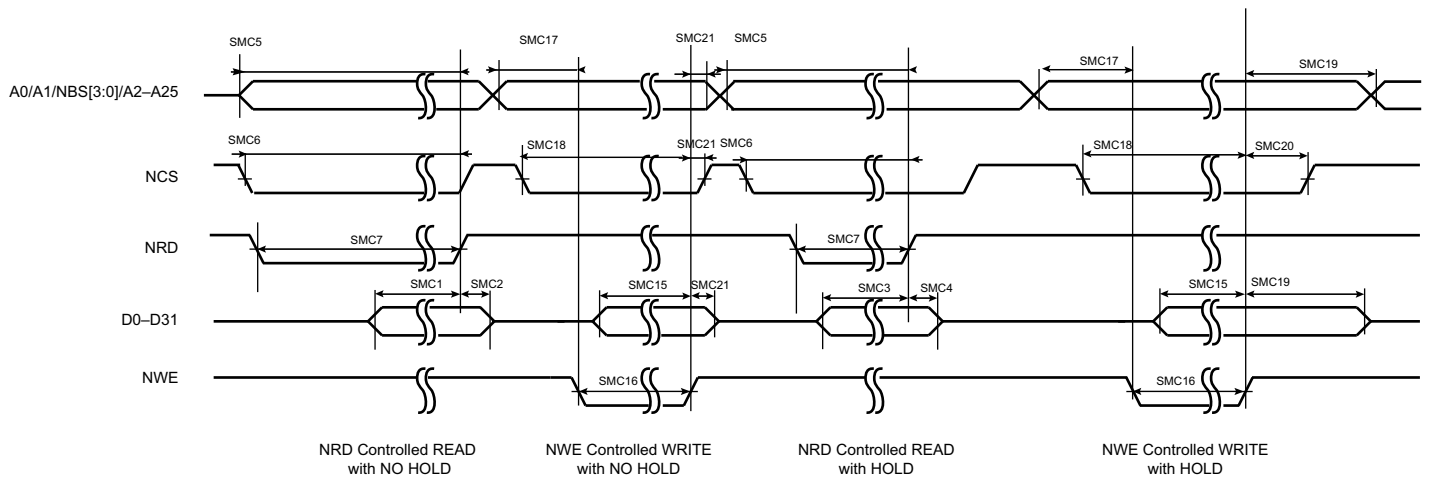 SMC5
SMC17
SMC21
SMC5
SMC17
SMC19
A0/A1/NBS[3:0]/A2–A25
SMC6
SMC18
SMC21
SMC6
SMC18
SMC20
NCS
NRD
SMC7
SMC7
SMC1
SMC2
SMC15
SMC21
SMC3
SMC4
SMC15
SMC19
D0–D31
NWE
SMC16
SMC16
NRD Controlled READ
with NO HOLD
NWE Controlled WRITE
with NO HOLD
NRD Controlled READ
with HOLD
NWE Controlled WRITE
with HOLD